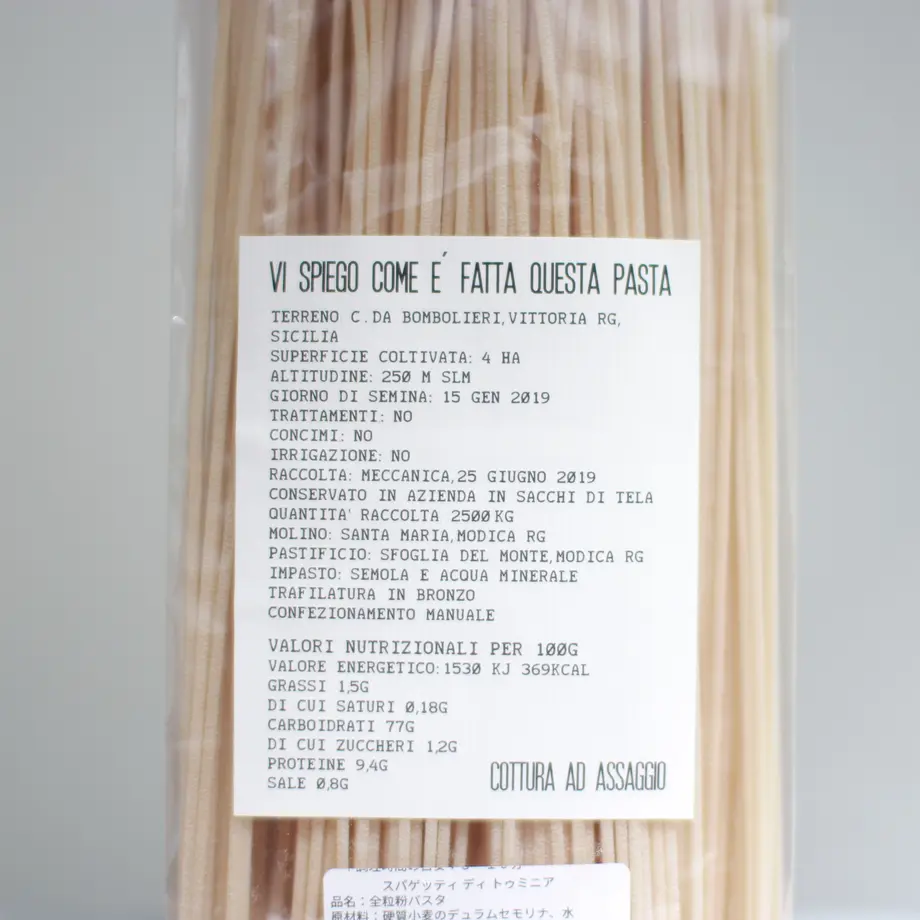 VI SPIEGO COME E´ FATTA QUESTA PASTA
TERRENO C.DA BOMBOLIERI,VITTORIA RG,
SICILIA
SUPERFICIE COLTIVATA: 4 HA
ALTITUDINE: 250 M SLM
GIORNO DI SEMINA: 15 GEN 2019
TRATTAMENTI: NO
CONCIMI: NO
IRRIGAZIONE: NO
RACCOLTA: MECCANICA,25 GIUGNO 2019
CONSERVATO IN AZIENDA IN SACCHI DI TELA
QUANTITA' RACCOLTA 2500KG
MOLINO: SANTA MARIA,MODICA RG
PASTIFICIO: SFOGLIA DEL MONTE,MODICA RG
IMPASTO: SEMOLA E ACQUA MINERALE
TRAFILATURA IN BRONZO
CONFEZIONAMENTO MANUALE
VALORI NUTRIZIONALI PER 100G
VALORE ENERGETICO:1530 KJ 369KCAL
GRASSI 1,5G
DI CUI SATURI 0,18G
CARBOIDRATI 77G
DI CUI ZUCCHERI 1,2G
PROTEINE 9,4G
SALE 0,8G
COTTURA AD ASSAGGIO
スパゲッティ ディ トゥミニア
品名：全粒粉パスタ
原材料：硬質小麦のデュラムセモリナ、水